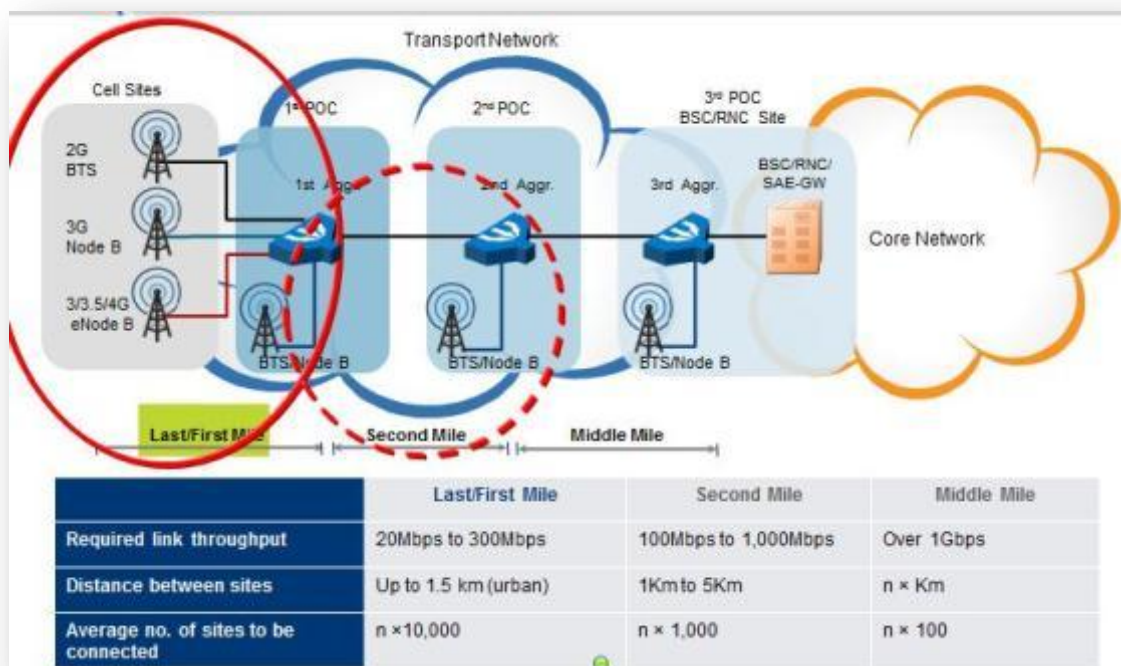 Transport Network
Cell Sites
1st POC
2nd POC
3rd POC
BSC/RNC Site
2G
BTS
1st Aggr.
2nd Aggr.
3rd Aggr.
BSC/RNC/
SAE-GW
3G
Node B
Core Network
3/3.5/4G
eNode B
BTS/Node B
BTS/Node B
BTS/Node B
Last/First Mile
Second Mile
Middle Mile
Last/First Mile Second Mile Middle Mile
Required link throughput 20Mbps to 300Mbps 100Mbps to 1,000Mbps Over 1Gbps
Distance between sites Up to 1.5 km (urban) 1Km to 5Km n × Km
Average no. of sites to be
connected
n ×10,000 n × 1,000 n × 100